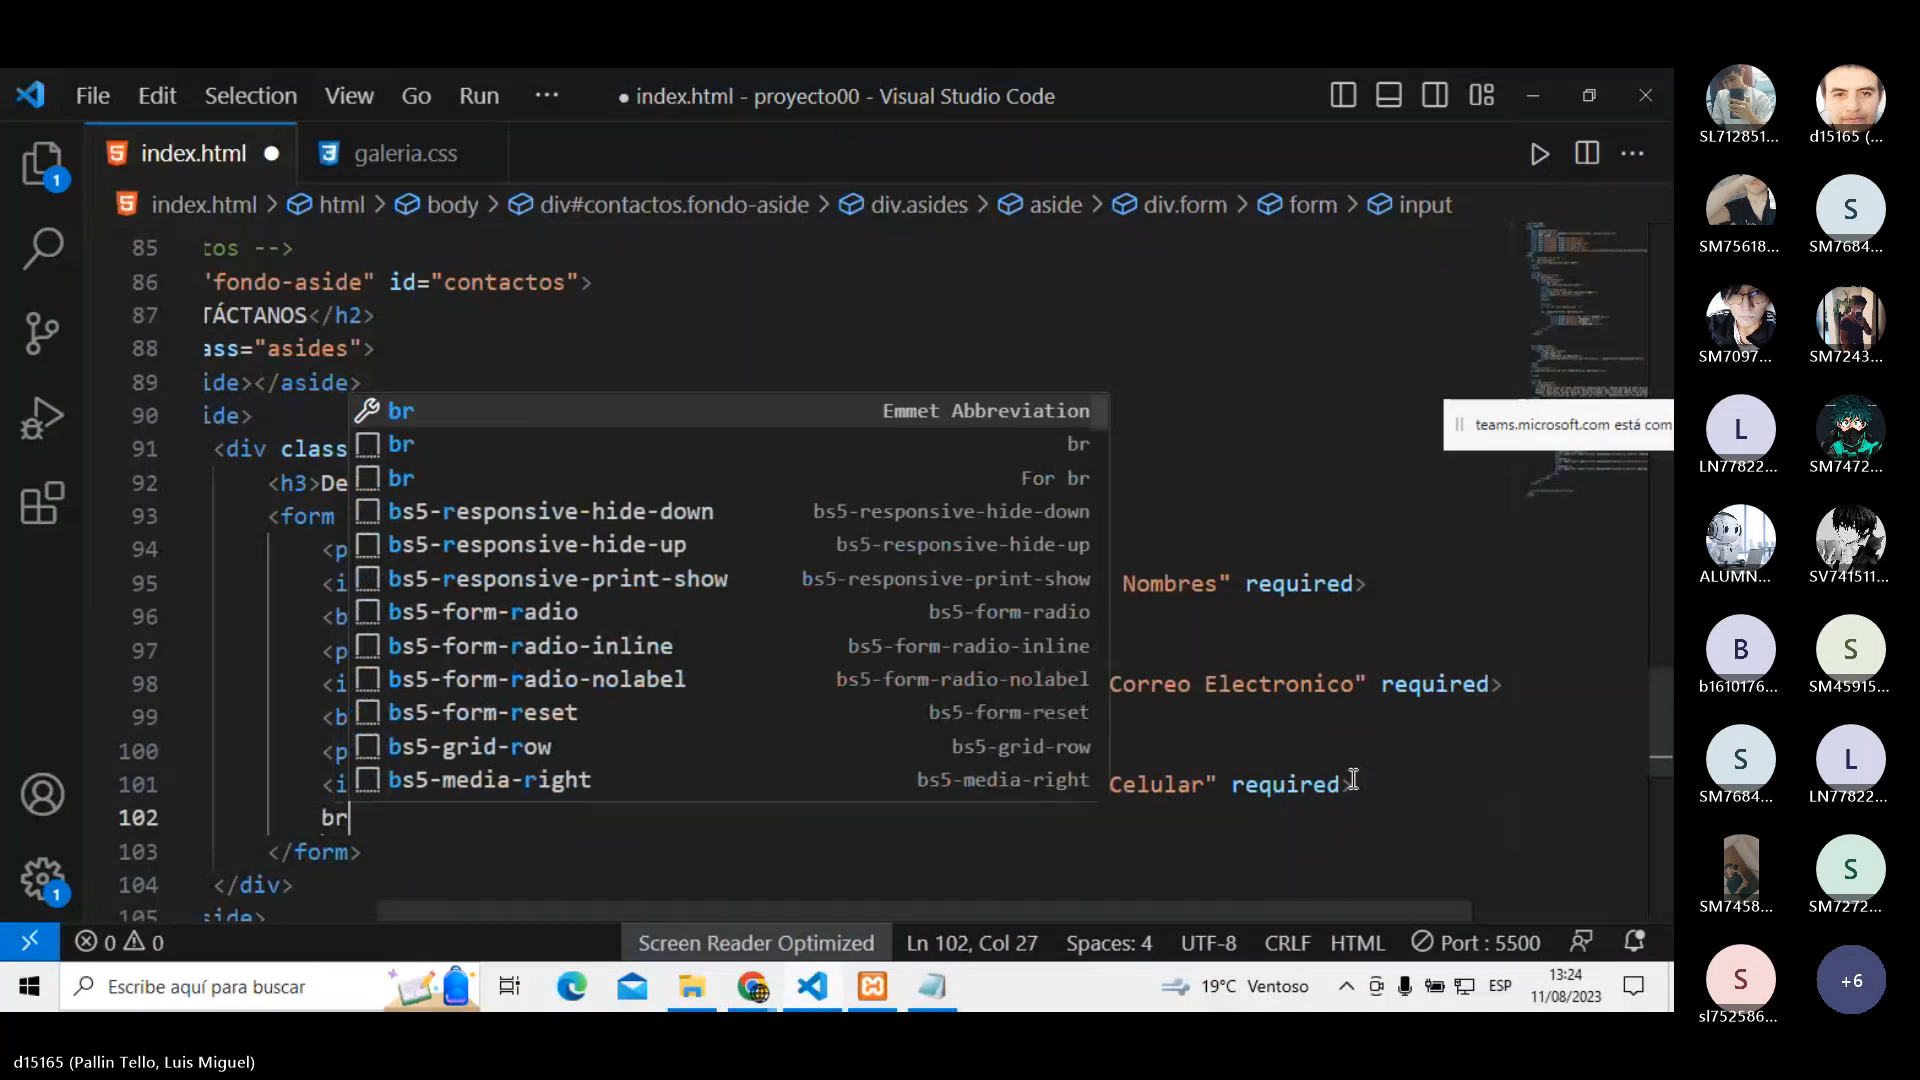 File Edit Selection View Go Run ··· ● index.html - proyecto00 - Visual Studio Code
index.html ● galeria.css
index.html > html > body > div#contactos.fondo-aside > div.asides > aside > div.form > form > input
85 tos -->
86 "fondo-aside" id="contactos">
87 TÁCTANOS</h2>
88 ass="asides">
89 ide></aside>
90 ide>
91 <div class
92 <h3>De
93 <form
94 <p
95 <i Nombres" required>
96 <b
97 <p
98 <i Correo Electronico" required>
99 <b
100 <p
101 <i Celular" required>
102 br
103 </form>
104 </div>
105 side>
br Emmet Abbreviation
br br
br For br
bs5-responsive-hide-down bs5-responsive-hide-down
bs5-responsive-hide-up bs5-responsive-hide-up
bs5-responsive-print-show bs5-responsive-print-show
bs5-form-radio bs5-form-radio
bs5-form-radio-inline bs5-form-radio-inline
bs5-form-radio-nolabel bs5-form-radio-nolabel
bs5-form-reset bs5-form-reset
bs5-grid-row bs5-grid-row
bs5-media-right bs5-media-right
teams.microsoft.com está com
1
1
0 0 Screen Reader Optimized Ln 102, Col 27 Spaces: 4 UTF-8 CRLF HTML Port : 5500
Escribe aquí para buscar 19°C Ventoso ESP 13:24
11/08/2023
SL712851... d15165 (...
S
SM75618... SM7684...
SM7097... SM7243...
L
LN77822... SM7472...
ALUMN... SV741511...
B S
b1610176... SM45915...
S L
SM7684... LN77822...
S
SM7458... SM7272...
S +6
sl752586...
d15165 (Pallin Tello, Luis Miguel)